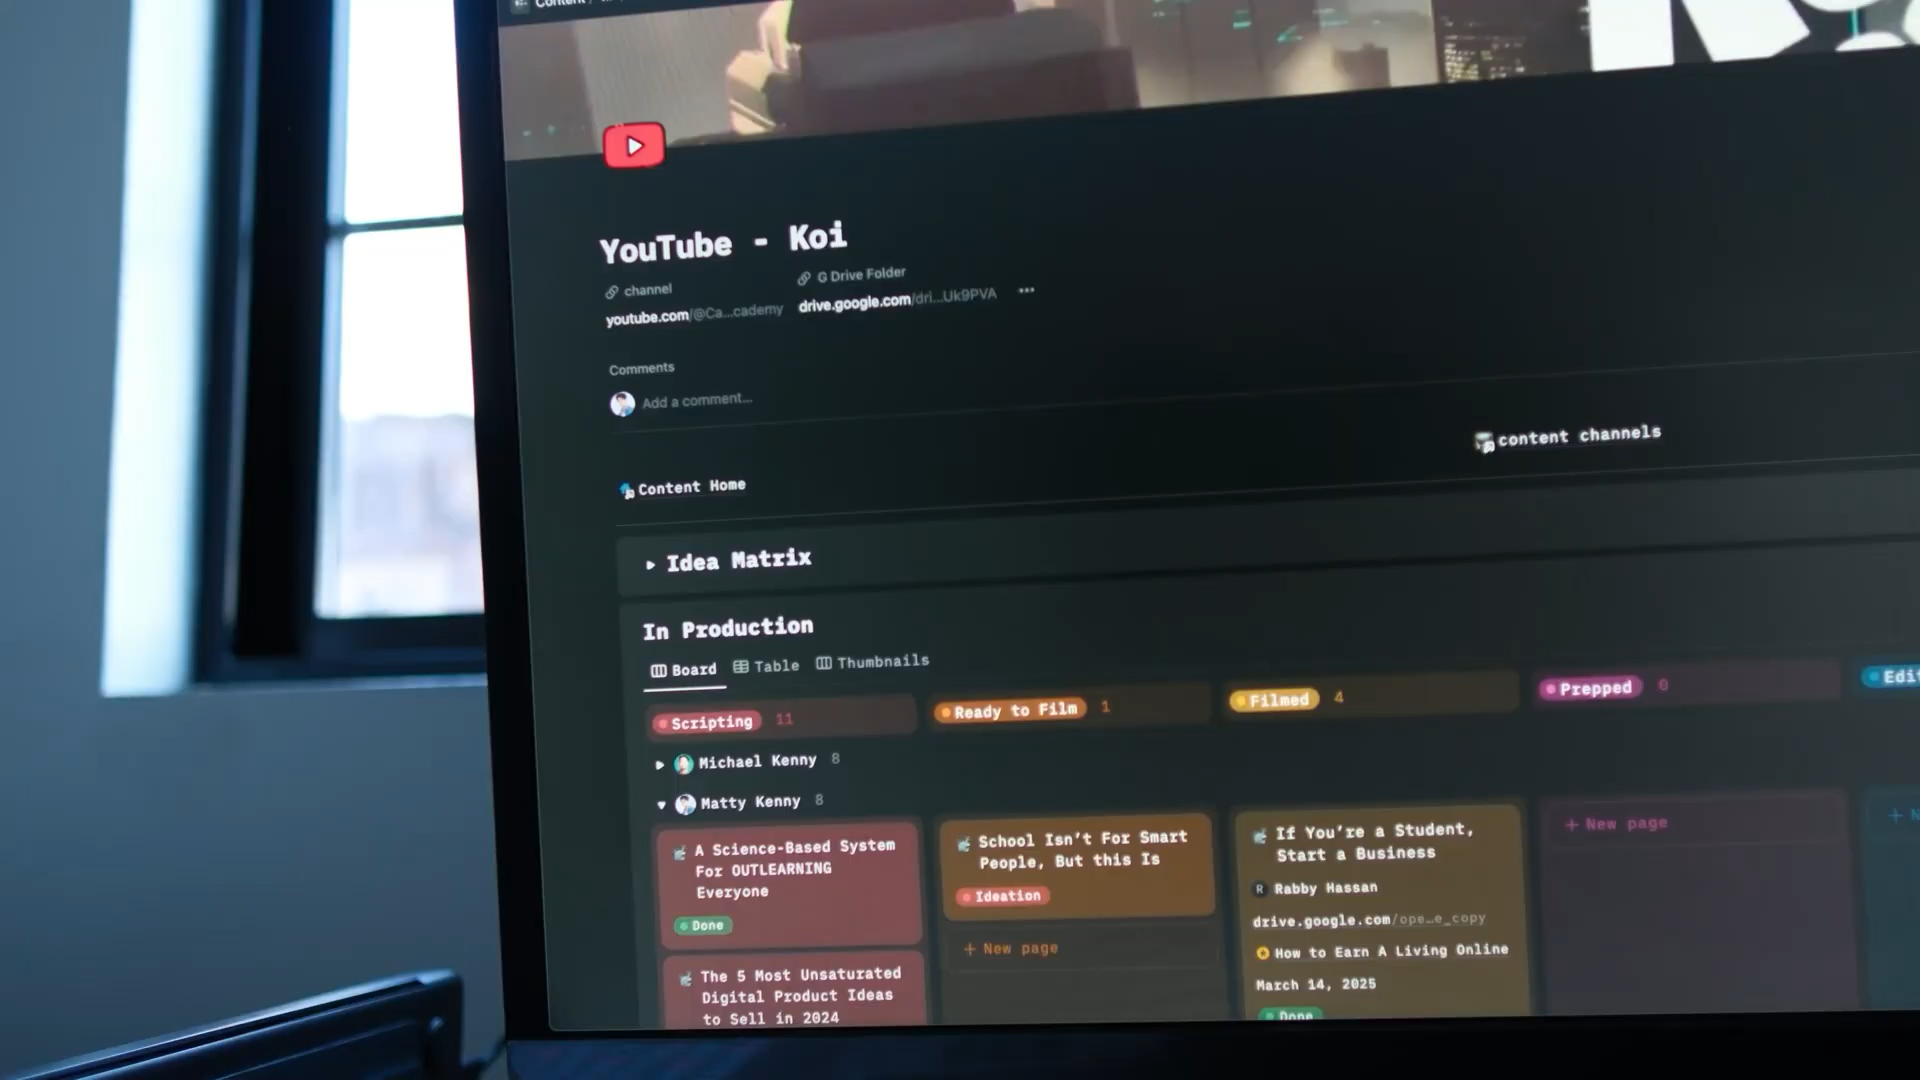 Content /
YouTube - Koi
channel
G Drive Folder
youtube.com/@Ca...cademy
drive.google.com/dri...Uk9PVA
Comments
Add a comment...
Content Home
content channels
Idea Matrix
In Production
Board
Table
Thumbnails
Scripting 11
Ready to Film 1
Filmed 4
Prepped 0
Edit
Michael Kenny 8
Matty Kenny 8
A Science-Based System
For OUTLEARNING
Everyone
Done
The 5 Most Unsaturated
Digital Product Ideas
to Sell in 2024
School Isn't For Smart
People, But this Is
Ideation
+ New page
If You're a Student,
Start a Business
R Rabby Hassan
drive.google.com/ope...e_copy
How to Earn A Living Online
March 14, 2025
Done
+ New page
+ N